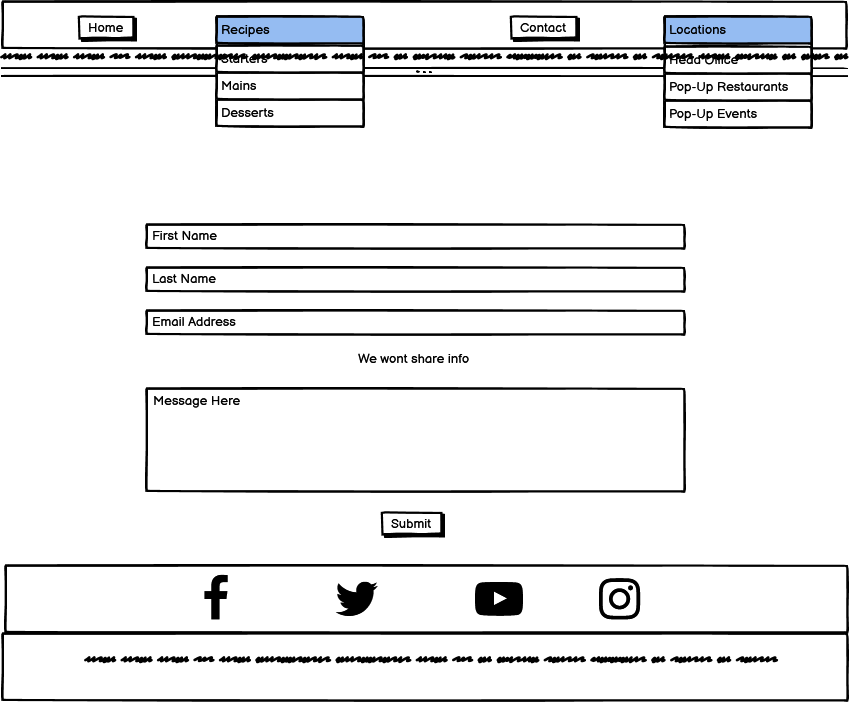 Home
Recipes
Contact
Locations
Starters
Head Office
Mains
Pop-Up Restaurants
Desserts
Pop-Up Events
First Name
Last Name
Email Address
We wont share info
Message Here
Submit